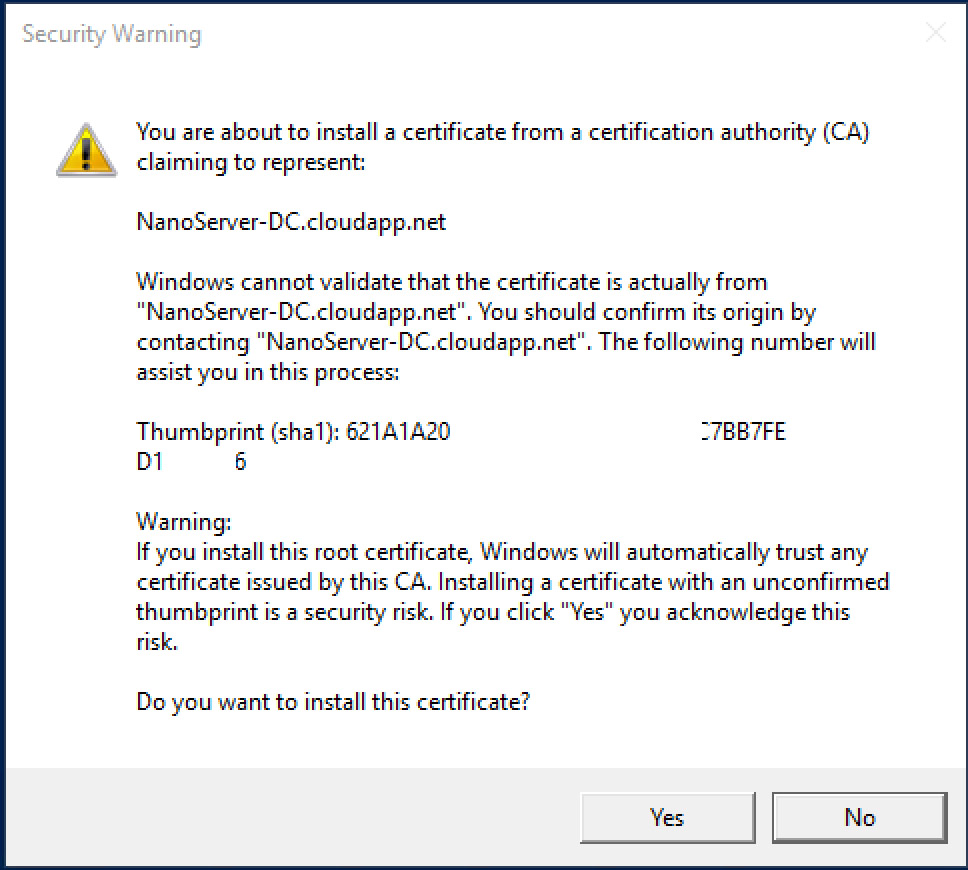 Security Warning
You are about to install a certificate from a certification authority (CA)
claiming to represent:
NanoServer-DC.cloudapp.net
Windows cannot validate that the certificate is actually from
"NanoServer-DC.cloudapp.net". You should confirm its origin by
contacting "NanoServer-DC.cloudapp.net". The following number will
assist you in this process:
Thumbprint (sha1): 621A1A20 C7BB7FE
D1 6
Warning:
If you install this root certificate, Windows will automatically trust any
certificate issued by this CA. Installing a certificate with an unconfirmed
thumbprint is a security risk. If you click "Yes" you acknowledge this
risk.
Do you want to install this certificate?
Yes
No